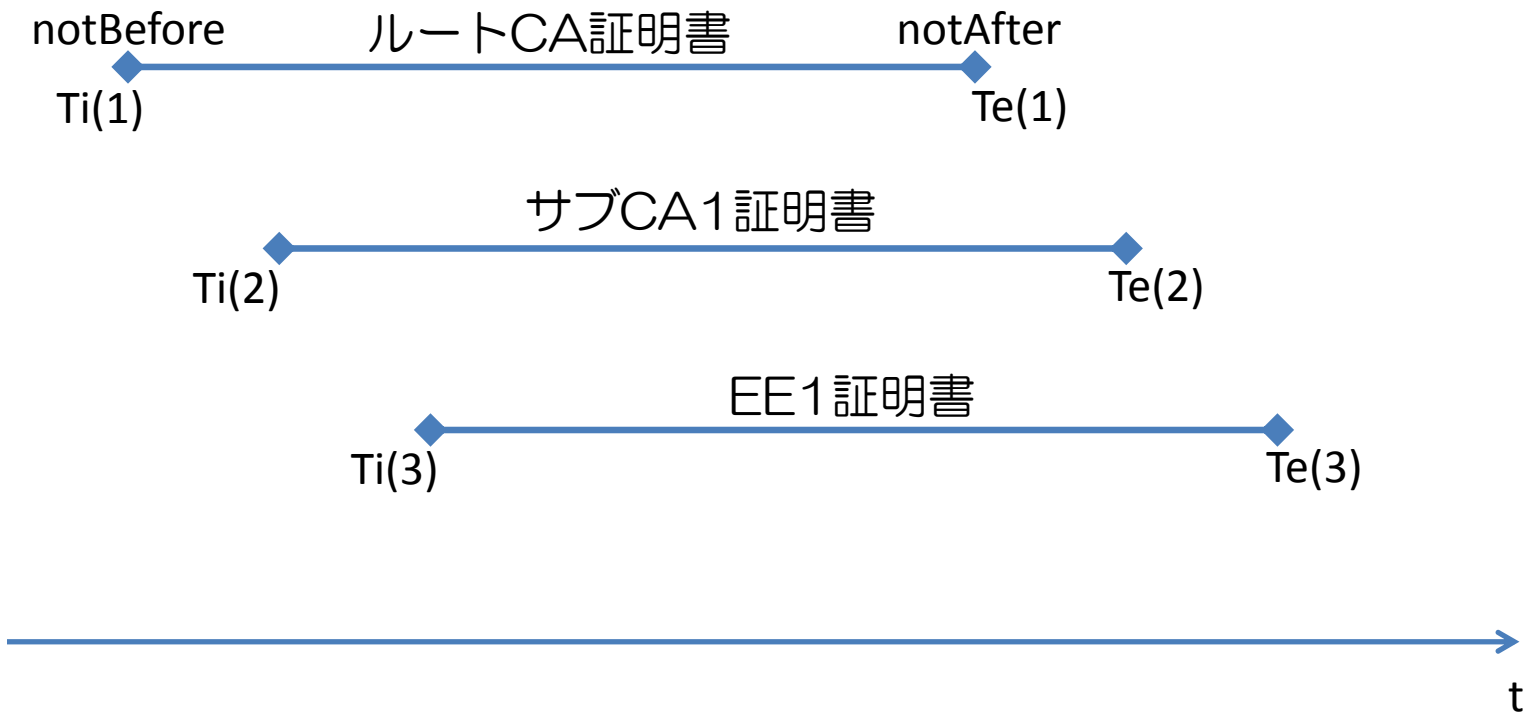 notBefore ルートCA証明書 notAfter
Ti(1) Te(1)
サブCA1証明書
Ti(2) Te(2)
EE1証明書
Ti(3) Te(3)
t